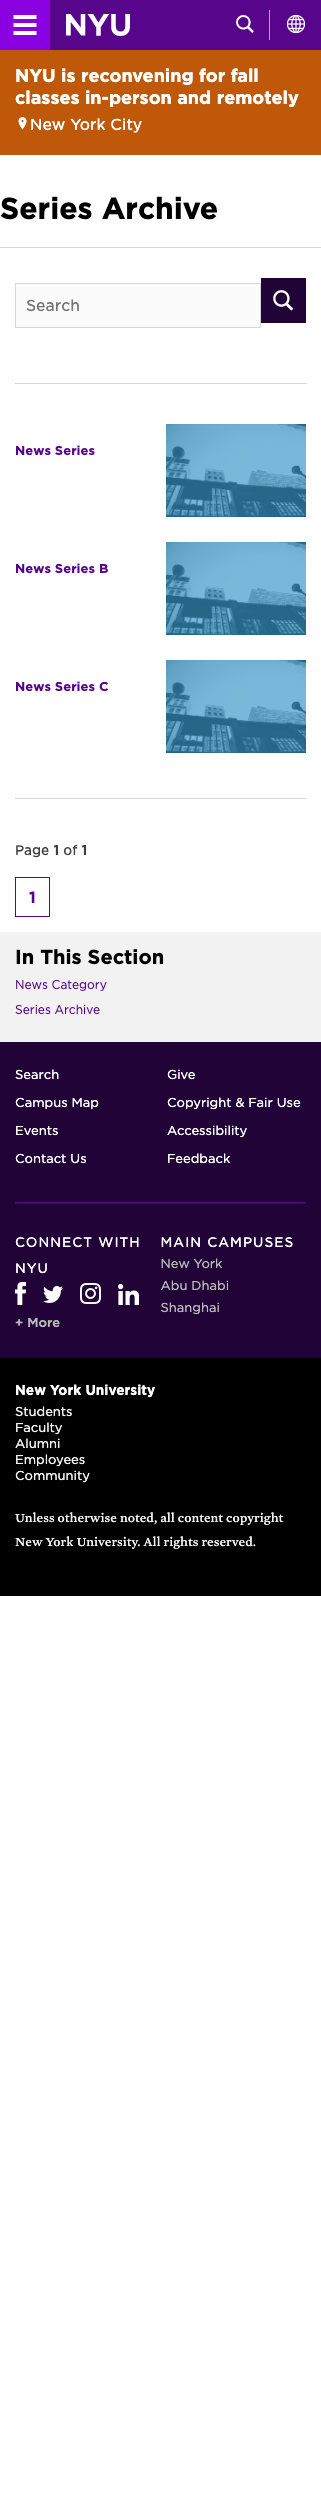 NYU
NYU is reconvening for fall
classes in-person and remotely
New York City
Series Archive
Search
News Series
News Series B
News Series C
Page 1 of 1
1
In This Section
News Category
Series Archive
Search
Give
Campus Map
Copyright & Fair Use
Events
Accessibility
Contact Us
Feedback
CONNECT WITH
NYU
+ More
MAIN CAMPUSES
New York
Abu Dhabi
Shanghai
New York University
Students
Faculty
Alumni
Employees
Community
Unless otherwise noted, all content copyright
New York University. All rights reserved.